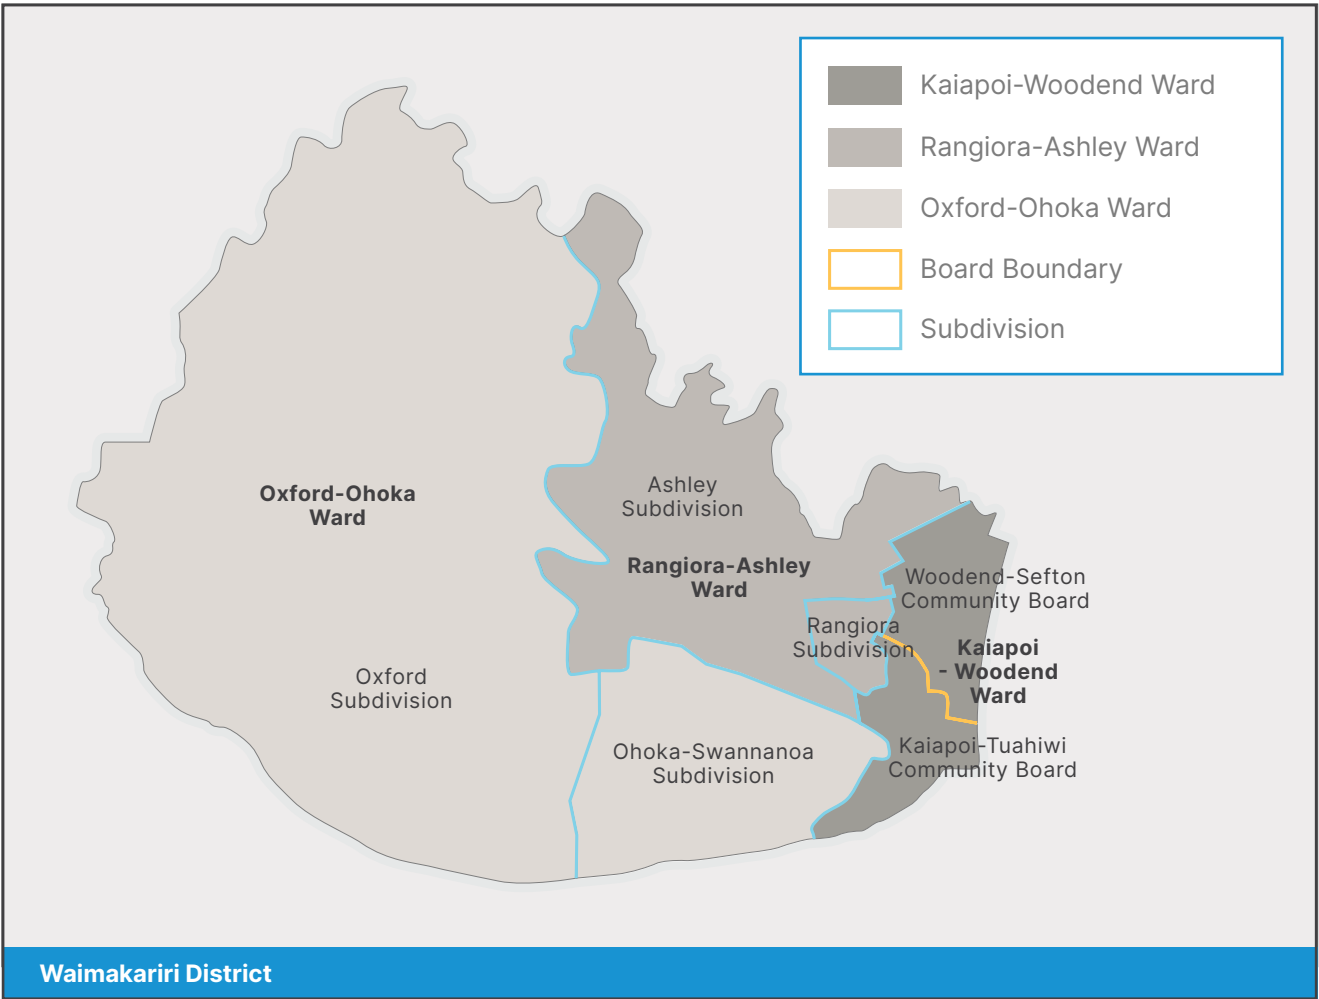 Kaiapoi-Woodend Ward
Rangiora-Ashley Ward
Oxford-Ohoka Ward
Board Boundary
Subdivision
Oxford-Ohoka
Ward
Ashley
Subdivision
Rangiora-Ashley
Ward
Woodend-Sefton
Community Board
Rangiora
Subdivision
Kaiapoi
- Woodend
Ward
Oxford
Subdivision
Ohoka-Swannanoa
Subdivision
Kaiapoi-Tuahiwi
Community Board
Waimakariri District